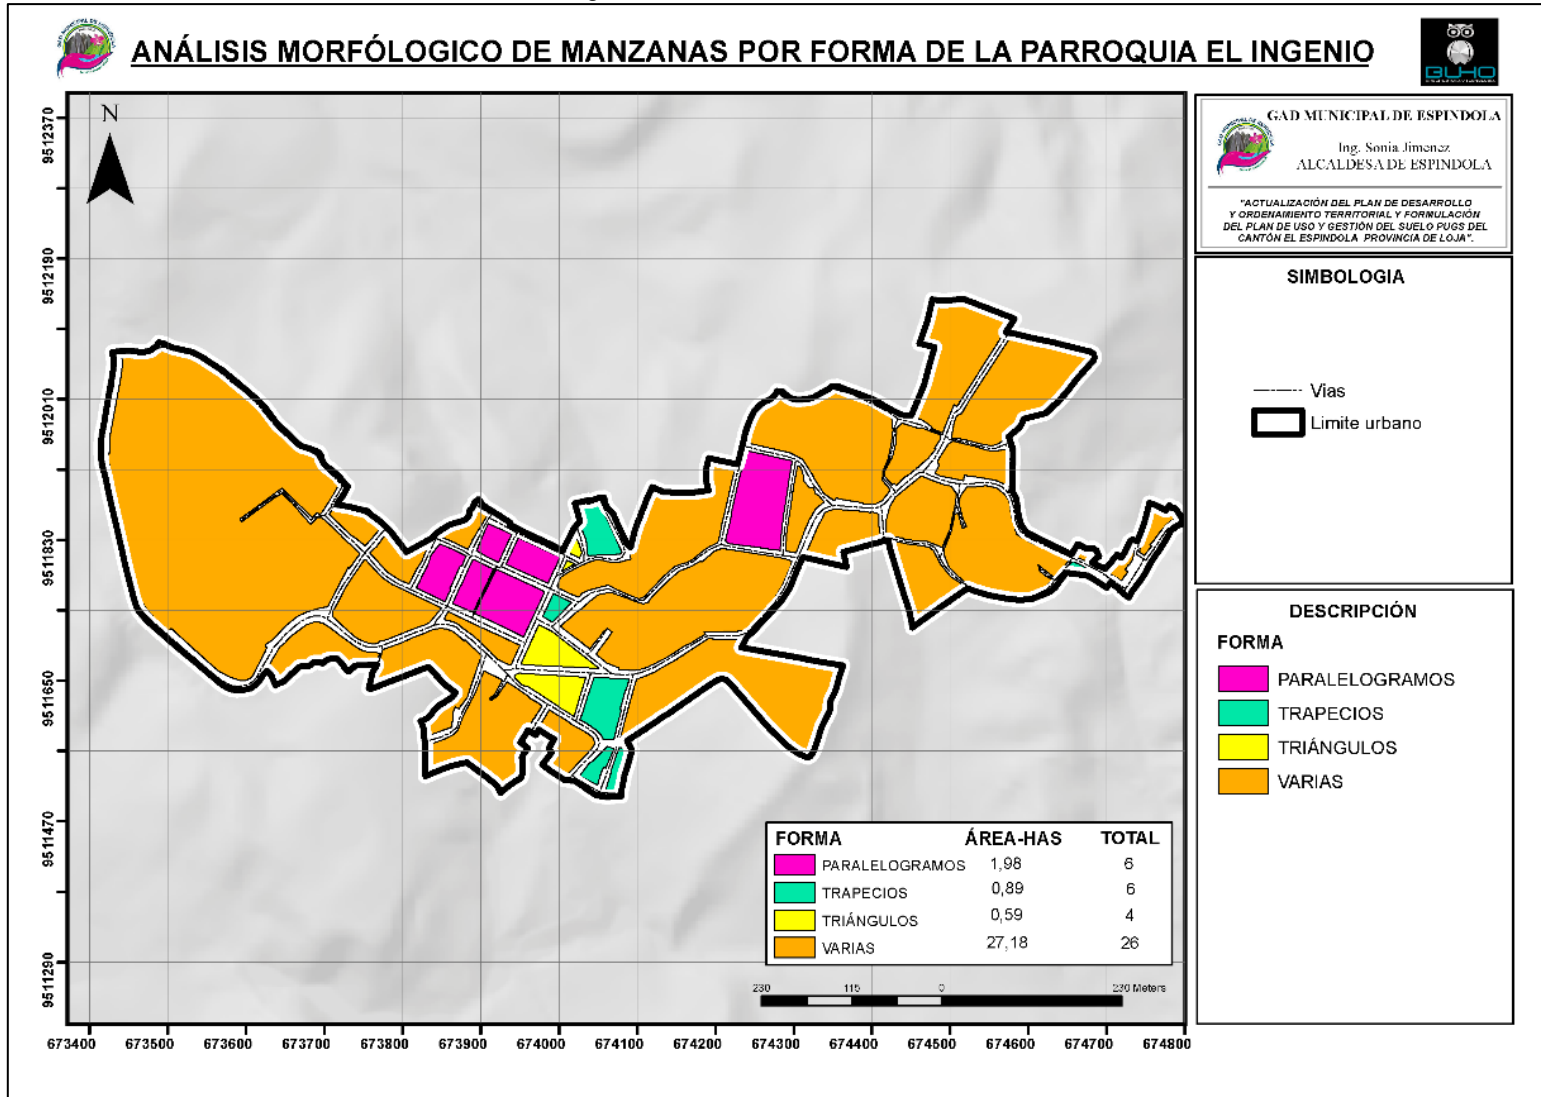 ANÁLISIS MORFÓLOGICO DE MANZANAS POR FORMA DE LA PARROQUIA EL INGENIO
BUHO
N
GAD MUNICIPAL DE ESPINDOLA
Ing. Sonia Jimenez
ALCALDESA DE ESPINDOLA
"ACTUALIZACIÓN DEL PLAN DE DESARROLLO
Y ORDENAMIENTO TERRITORIAL Y FORMULACIÓN
DEL PLAN DE USO Y GESTIÓN DEL SUELO PUGS DEL
CANTÓN EL ESPINDOLA PROVINCIA DE LOJA".
SIMBOLOGIA
Vias
Limite urbano
DESCRIPCIÓN
FORMA
PARALELOGRAMOS
TRAPECIOS
TRIÁNGULOS
VARIAS
9512370
9512190
9512010
9511830
9511650
9511470
9511290
FORMA ÁREA-HAS TOTAL
PARALELOGRAMOS 1,98 6
TRAPECIOS 0,89 6
TRIÁNGULOS 0,59 4
VARIAS 27,18 26
230 115 0 230 Meters
673400 673500 673600 673700 673800 673900 674000 674100 674200 674300 674400 674500 674600 674700 674800